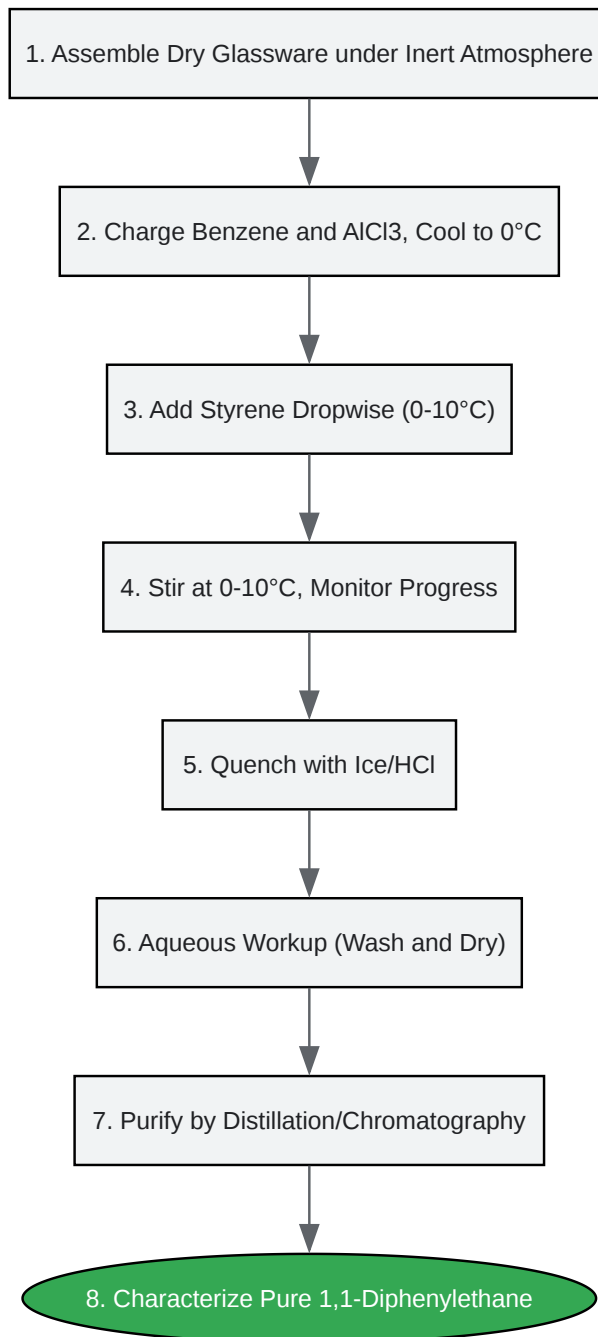 1. Assemble Dry Glassware under Inert Atmosphere
2. Charge Benzene and AlCl3, Cool to 0°C
3. Add Styrene Dropwise (0-10°C)
4. Stir at 0-10°C, Monitor Progress
5. Quench with Ice/HCl
6. Aqueous Workup (Wash and Dry)
7. Purify by Distillation/Chromatography
8. Characterize Pure 1,1-Diphenylethane